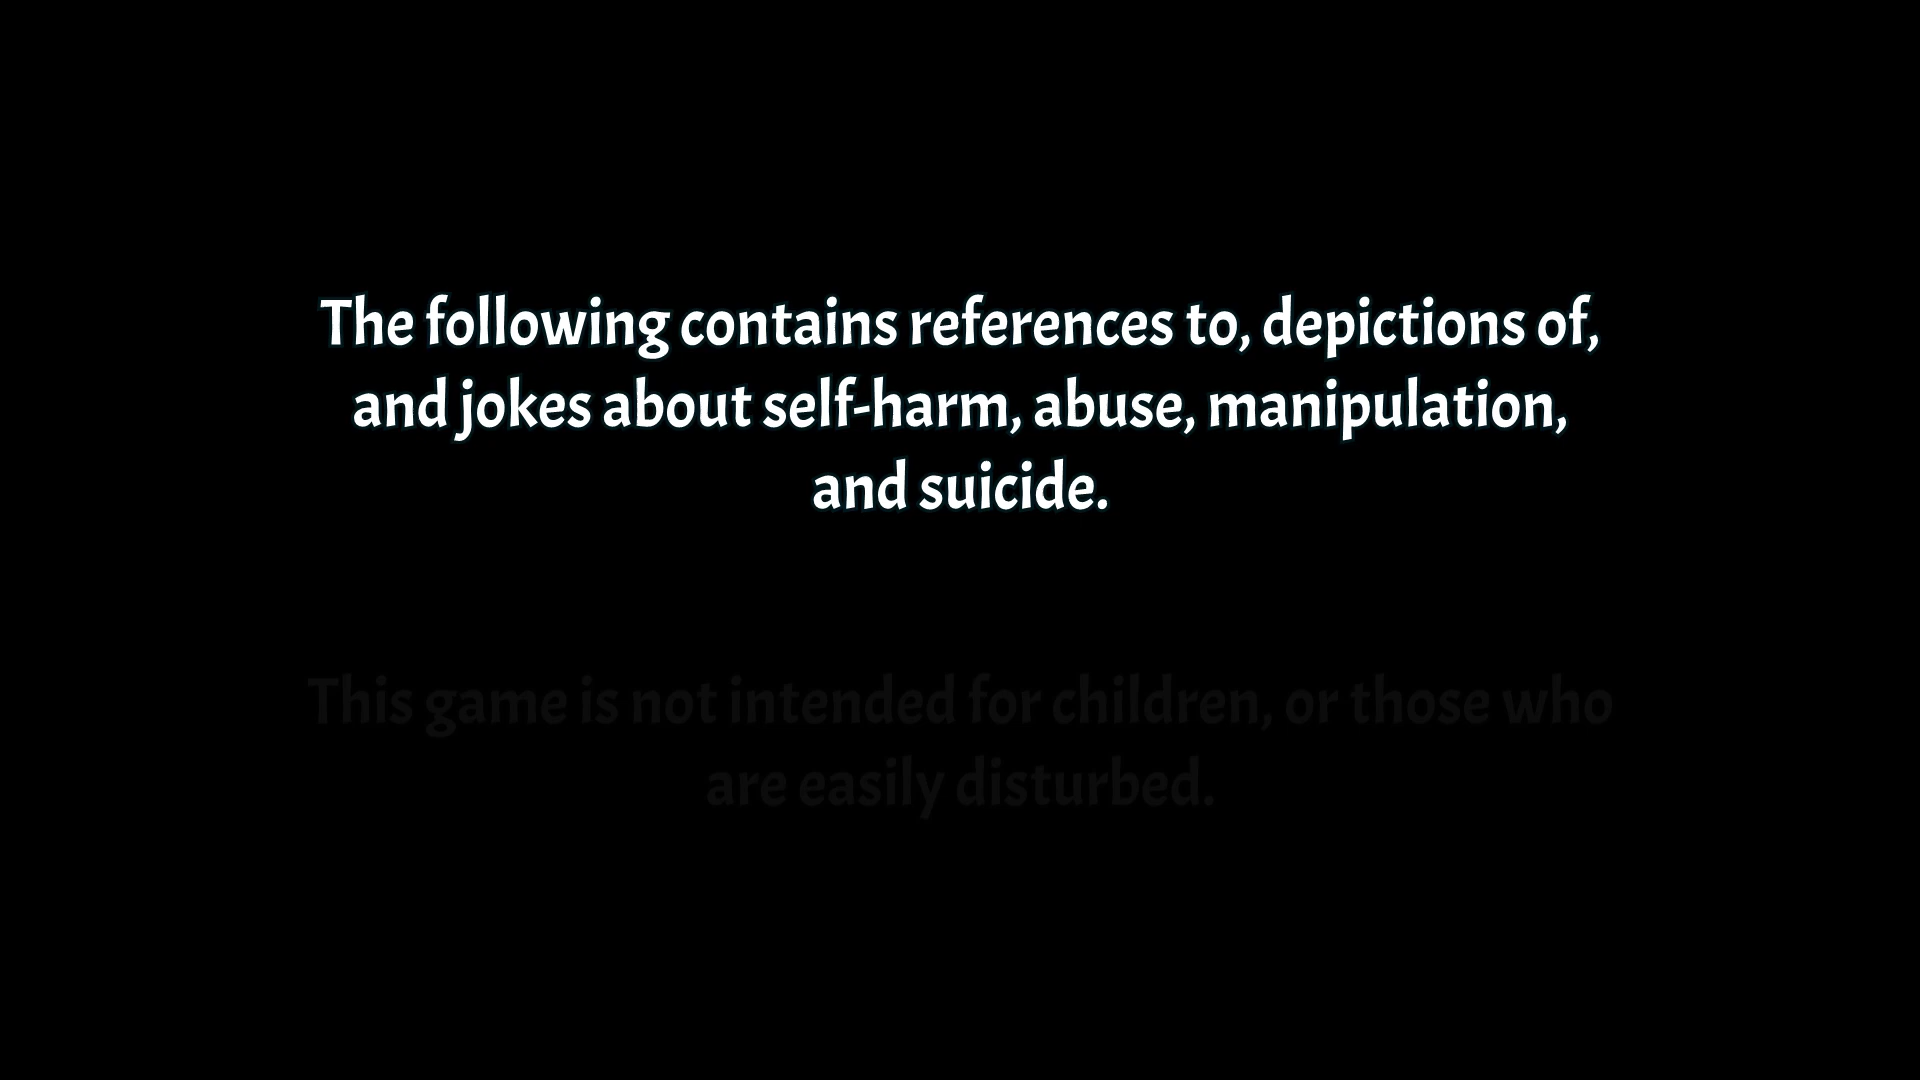 The following contains references to, depictions of,
and jokes about self-harm, abuse, manipulation,
and suicide.
This game is not intended for children, or those who
are easily disturbed.